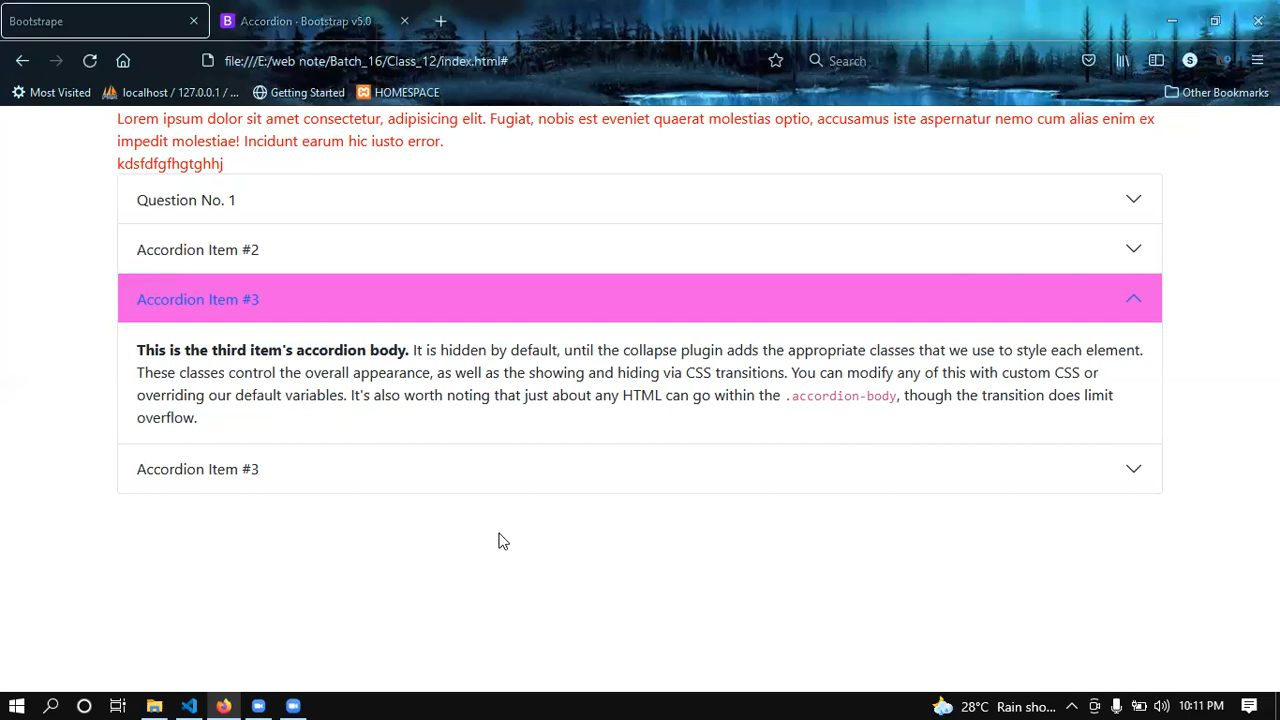 Bootstrape
Accordion · Bootstrap v5.0
file:///E:/web note/Batch_16/Class_12/index.html#
Search
Most Visited
localhost / 127.0.0.1 / ...
Getting Started
HOMESPACE
Other Bookmarks
Lorem ipsum dolor sit amet consectetur, adipisicing elit. Fugiat, nobis est eveniet quaerat molestias optio, accusamus iste aspernatur nemo cum alias enim ex
impedit molestiae! Incidunt earum hic iusto error.
kdsfdfgfhgtghhj
Question No. 1
Accordion Item #2
Accordion Item #3
This is the third item's accordion body. It is hidden by default, until the collapse plugin adds the appropriate classes that we use to style each element.
These classes control the overall appearance, as well as the showing and hiding via CSS transitions. You can modify any of this with custom CSS or
overriding our default variables. It's also worth noting that just about any HTML can go within the .accordion-body, though the transition does limit
overflow.
Accordion Item #3
28°C Rain sho...
10:11 PM